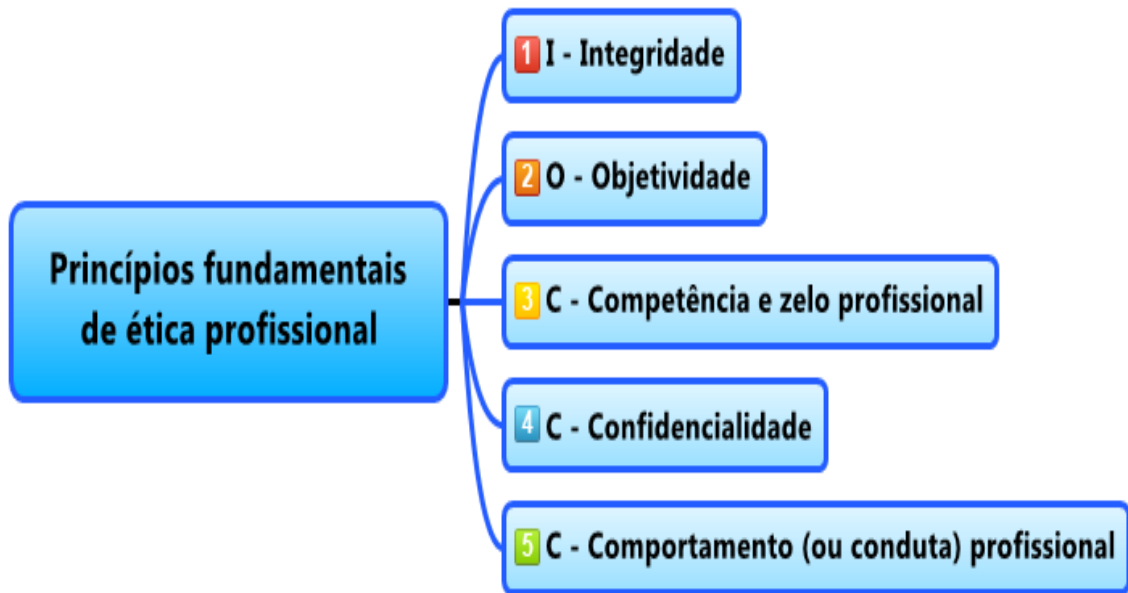 Princípios fundamentais
de ética profissional
1 I - Integridade
2 O - Objetividade
3 C - Competência e zelo profissional
4 C - Confidencialidade
5 C - Comportamento (ou conduta) profissional